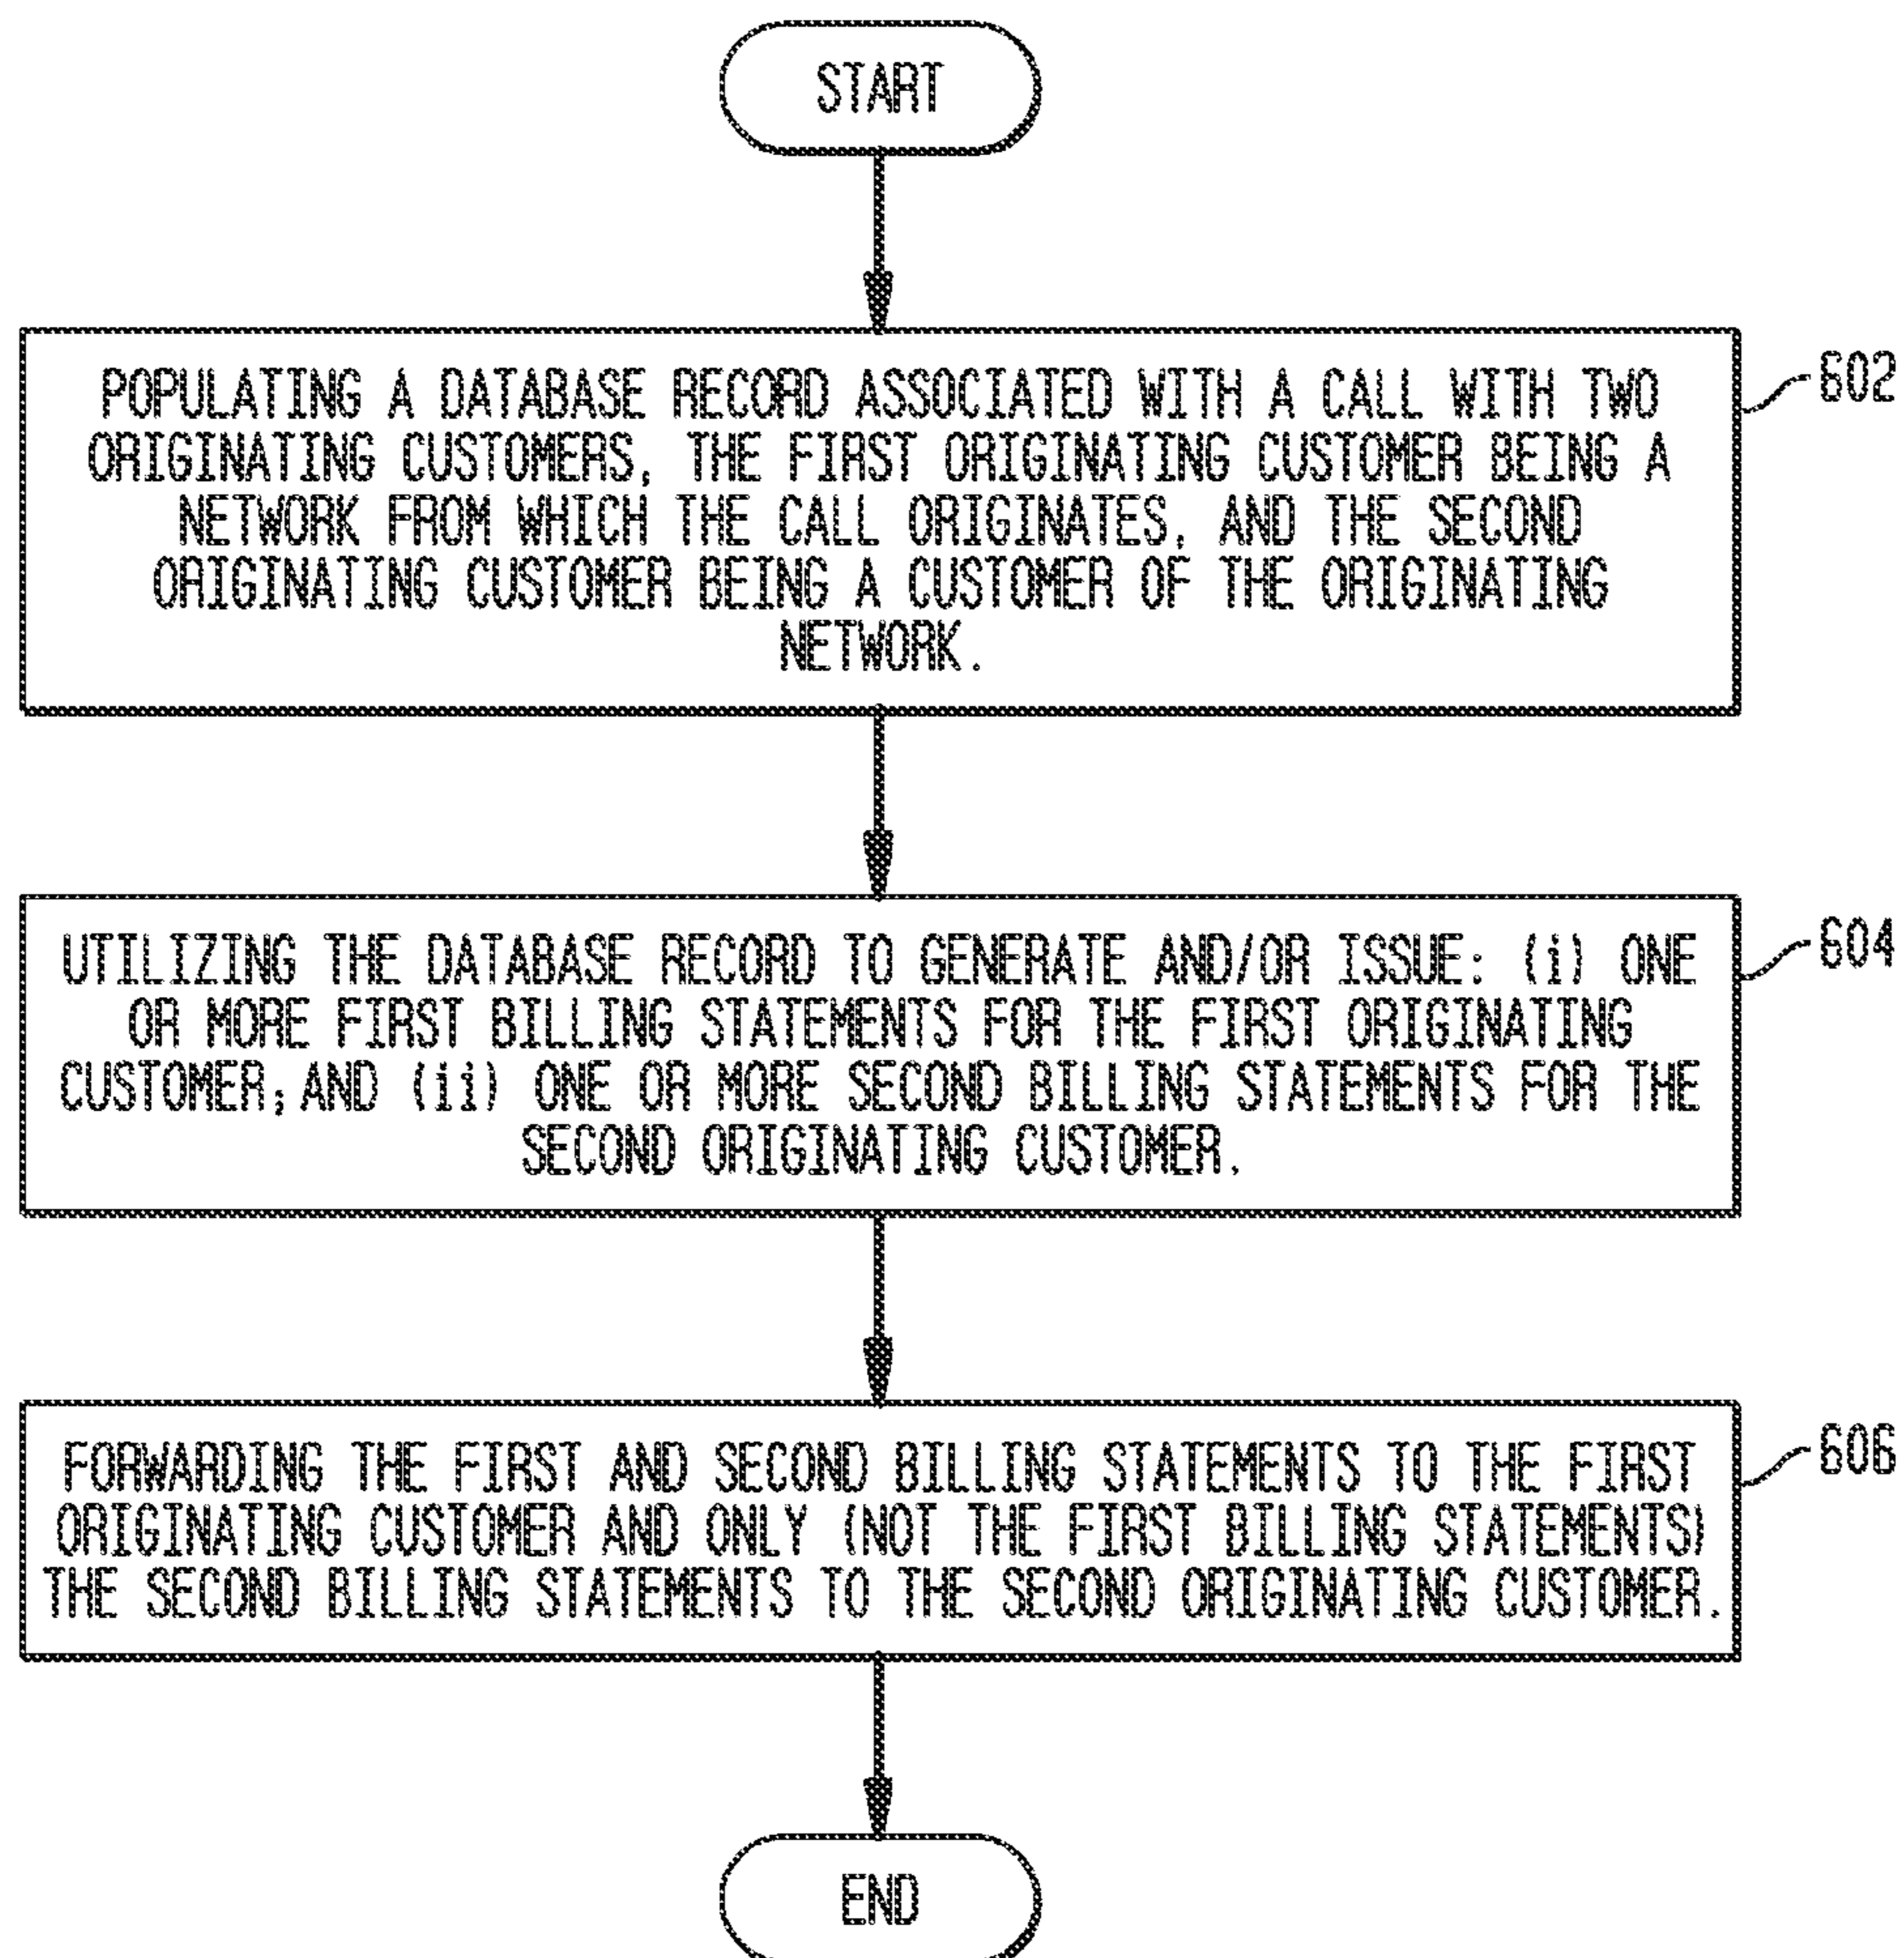 START
POPULATING A DATABASE RECORD ASSOCIATED WITH A CALL WITH TWO
ORIGINATING CUSTOMERS, THE FIRST ORIGINATING CUSTOMER BEING A
NETWORK FROM WHICH THE CALL ORIGINATES, AND THE SECOND
ORIGINATING CUSTOMER BEING A CUSTOMER OF THE ORIGINATING
NETWORK.
602
UTILIZING THE DATABASE RECORD TO GENERATE AND/OR ISSUE: (i) ONE
OR MORE FIRST BILLING STATEMENTS FOR THE FIRST ORIGINATING
CUSTOMER; AND (ii) ONE OR MORE SECOND BILLING STATEMENTS FOR THE
SECOND ORIGINATING CUSTOMER.
604
FORWARDING THE FIRST AND SECOND BILLING STATEMENTS TO THE FIRST
ORIGINATING CUSTOMER AND ONLY (NOT THE FIRST BILLING STATEMENTS)
THE SECOND BILLING STATEMENTS TO THE SECOND ORIGINATING CUSTOMER.
606
END